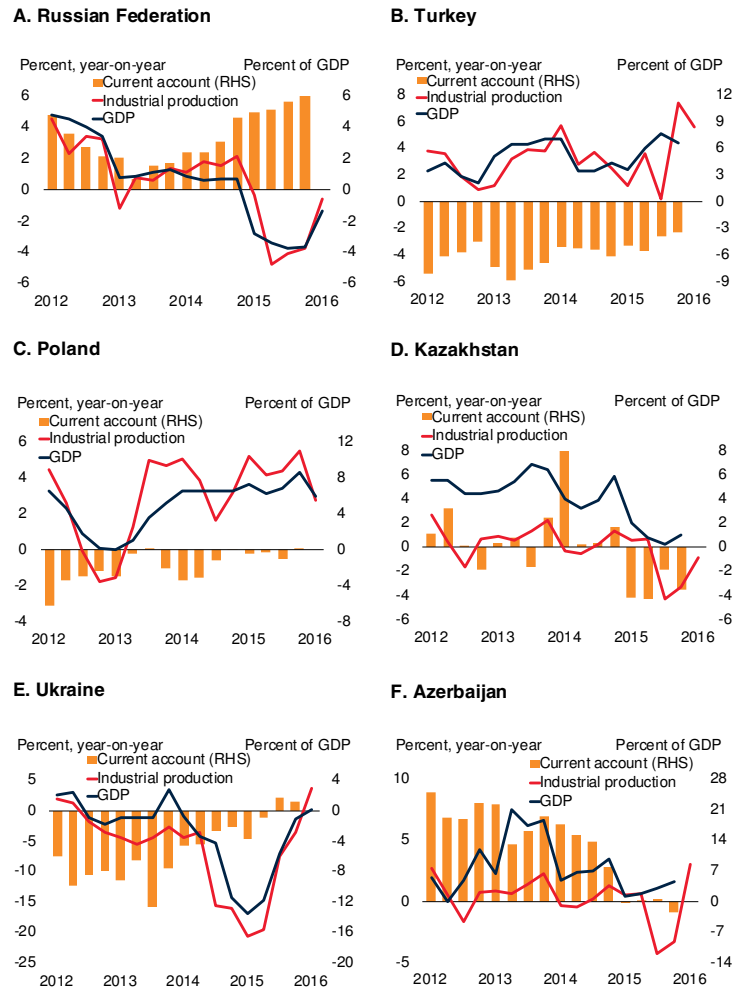 A. Russian Federation
Percent, year-on-year Percent of GDP
Current account (RHS)
Industrial production
GDP
6 6
4 4
2 2
0 0
-2 -2
-4 -4
-6 -6
2012 2013 2014 2015 2016
B. Turkey
Percent, year-on-year Percent of GDP
Current account (RHS)
Industrial production
GDP
8 12
6 9
4 6
2 3
0 0
-2 -3
-4 -6
-6 -9
2012 2013 2014 2015 2016
C. Poland
Percent, year-on-year Percent of GDP
Current account (RHS)
Industrial production
GDP
6 12
4 8
2 4
0 0
-2 -4
-4 -8
2012 2013 2014 2015 2016
D. Kazakhstan
Percent, year-on-year Percent of GDP
Current account (RHS)
Industrial production
GDP
8 8
6 6
4 4
2 2
0 0
-2 -2
-4 -4
-6 -6
2012 2013 2014 2015 2016
E. Ukraine
Percent, year-on-year Percent of GDP
Current account (RHS)
Industrial production
GDP
5 4
0 0
-5 -4
-10 -8
-15 -12
-20 -16
-25 -20
2012 2013 2014 2015 2016
F. Azerbaijan
Percent, year-on-year Percent of GDP
Current account (RHS)
Industrial production
GDP
10 28
21
5 14
7
0 0
-7
-5 -14
2012 2013 2014 2015 2016